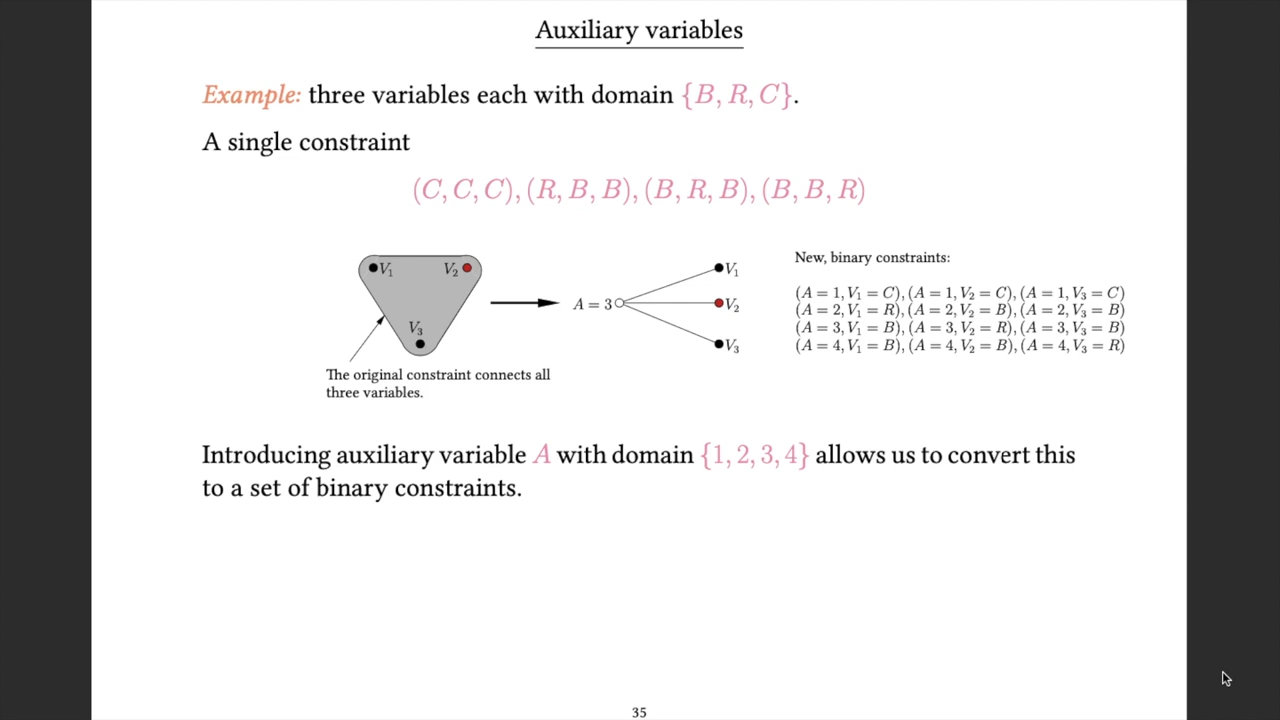 Auxiliary variables
Example: three variables each with domain {B, R, C}.
A single constraint
(C, C, C), (R, B, B), (B, R, B), (B, B, R)
V₁
V₂
V₃
The original constraint connects all
three variables.
A = 3
V₁
V₂
V₃
New, binary constraints:
(A = 1, V₁ = C), (A = 1, V₂ = C), (A = 1, V₃ = C)
(A = 2, V₁ = R), (A = 2, V₂ = B), (A = 2, V₃ = B)
(A = 3, V₁ = B), (A = 3, V₂ = R), (A = 3, V₃ = B)
(A = 4, V₁ = B), (A = 4, V₂ = B), (A = 4, V₃ = R)
Introducing auxiliary variable A with domain {1, 2, 3, 4} allows us to convert this
to a set of binary constraints.
35